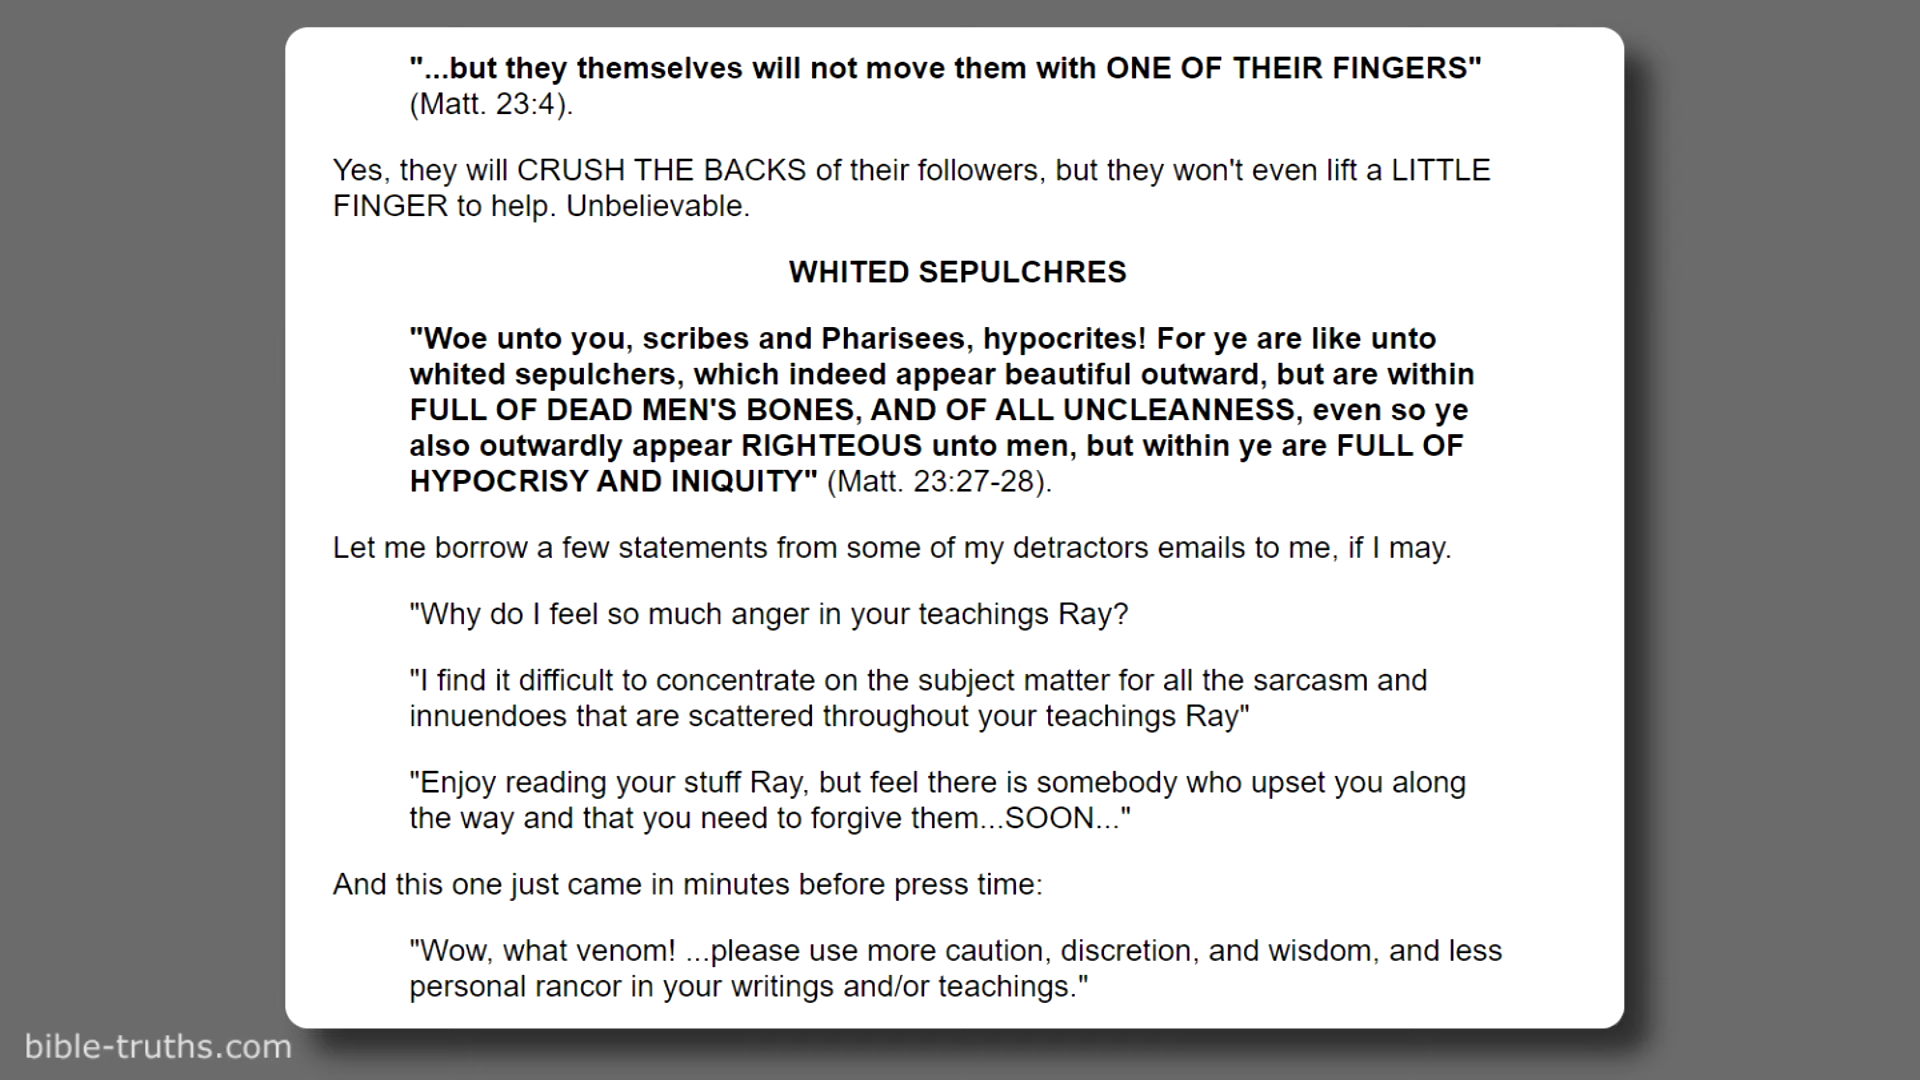 "...but they themselves will not move them with ONE OF THEIR FINGERS"
(Matt. 23:4).
Yes, they will CRUSH THE BACKS of their followers, but they won't even lift a LITTLE
FINGER to help. Unbelievable.
WHITED SEPULCHRES
"Woe unto you, scribes and Pharisees, hypocrites! For ye are like unto
whited sepulchers, which indeed appear beautiful outward, but are within
FULL OF DEAD MEN'S BONES, AND OF ALL UNCLEANNESS, even so ye
also outwardly appear RIGHTEOUS unto men, but within ye are FULL OF
HYPOCRISY AND INIQUITY" (Matt. 23:27-28).
Let me borrow a few statements from some of my detractors emails to me, if I may.
"Why do I feel so much anger in your teachings Ray?
"I find it difficult to concentrate on the subject matter for all the sarcasm and
innuendoes that are scattered throughout your teachings Ray"
"Enjoy reading your stuff Ray, but feel there is somebody who upset you along
the way and that you need to forgive them...SOON..."
And this one just came in minutes before press time:
"Wow, what venom! ...please use more caution, discretion, and wisdom, and less
personal rancor in your writings and/or teachings."
bible-truths.com